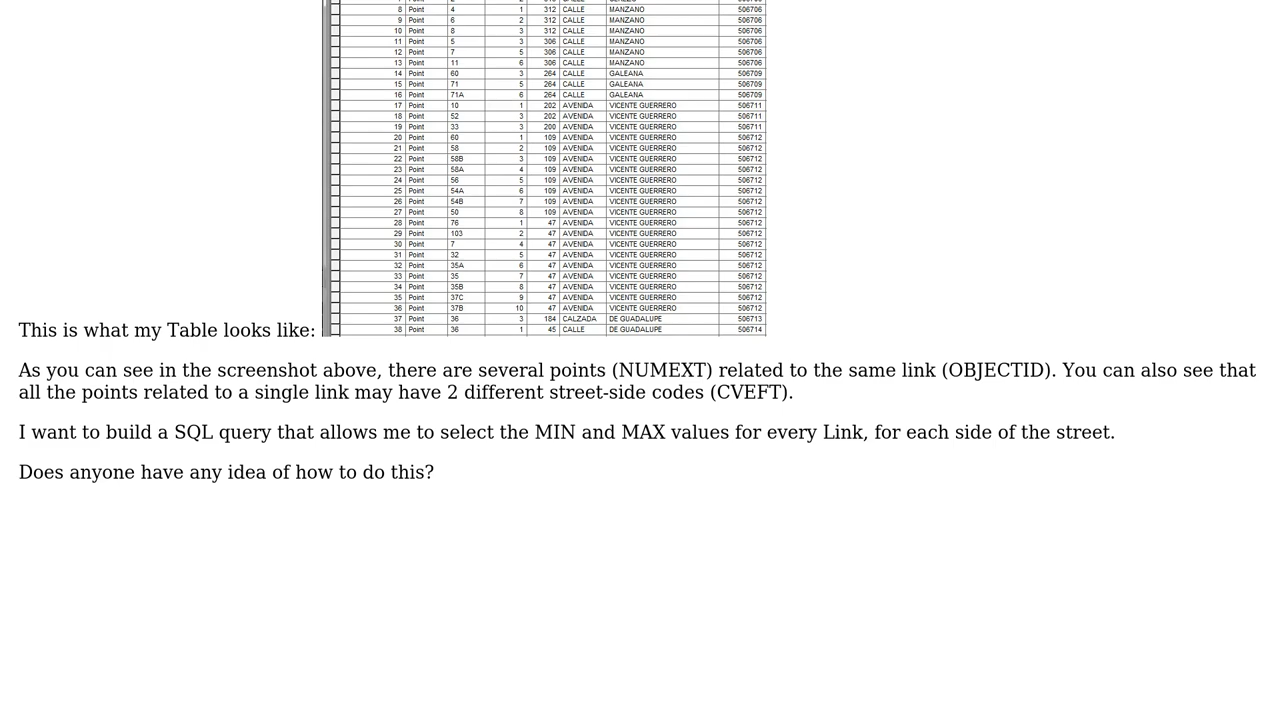 8 Point 4 1 312 CALLE MANZANO 506706
9 Point 6 2 312 CALLE MANZANO 506706
10 Point 8 3 312 CALLE MANZANO 506706
11 Point 5 3 306 CALLE MANZANO 506706
12 Point 7 5 306 CALLE MANZANO 506706
13 Point 11 6 306 CALLE MANZANO 506706
14 Point 60 3 264 CALLE GALEANA 506709
15 Point 71 5 264 CALLE GALEANA 506709
16 Point 71A 6 264 CALLE GALEANA 506709
17 Point 10 1 202 AVENIDA VICENTE GUERRERO 506711
18 Point 52 3 202 AVENIDA VICENTE GUERRERO 506711
19 Point 33 3 200 AVENIDA VICENTE GUERRERO 506711
20 Point 60 1 109 AVENIDA VICENTE GUERRERO 506712
21 Point 58 2 109 AVENIDA VICENTE GUERRERO 506712
22 Point 58B 3 109 AVENIDA VICENTE GUERRERO 506712
23 Point 58A 4 109 AVENIDA VICENTE GUERRERO 506712
24 Point 56 5 109 AVENIDA VICENTE GUERRERO 506712
25 Point 54A 6 109 AVENIDA VICENTE GUERRERO 506712
26 Point 54B 7 109 AVENIDA VICENTE GUERRERO 506712
27 Point 50 8 109 AVENIDA VICENTE GUERRERO 506712
28 Point 76 1 47 AVENIDA VICENTE GUERRERO 506712
29 Point 103 2 47 AVENIDA VICENTE GUERRERO 506712
30 Point 7 4 47 AVENIDA VICENTE GUERRERO 506712
31 Point 32 5 47 AVENIDA VICENTE GUERRERO 506712
32 Point 35A 6 47 AVENIDA VICENTE GUERRERO 506712
33 Point 35 7 47 AVENIDA VICENTE GUERRERO 506712
34 Point 35B 8 47 AVENIDA VICENTE GUERRERO 506712
35 Point 37C 9 47 AVENIDA VICENTE GUERRERO 506712
36 Point 37B 10 47 AVENIDA VICENTE GUERRERO 506712
37 Point 36 3 184 CALZADA DE GUADALUPE 506713
38 Point 36 1 45 CALLE DE GUADALUPE 506714
This is what my Table looks like:
As you can see in the screenshot above, there are several points (NUMEXT) related to the same link (OBJECTID). You can also see that
all the points related to a single link may have 2 different street-side codes (CVEFT).
I want to build a SQL query that allows me to select the MIN and MAX values for every Link, for each side of the street.
Does anyone have any idea of how to do this?